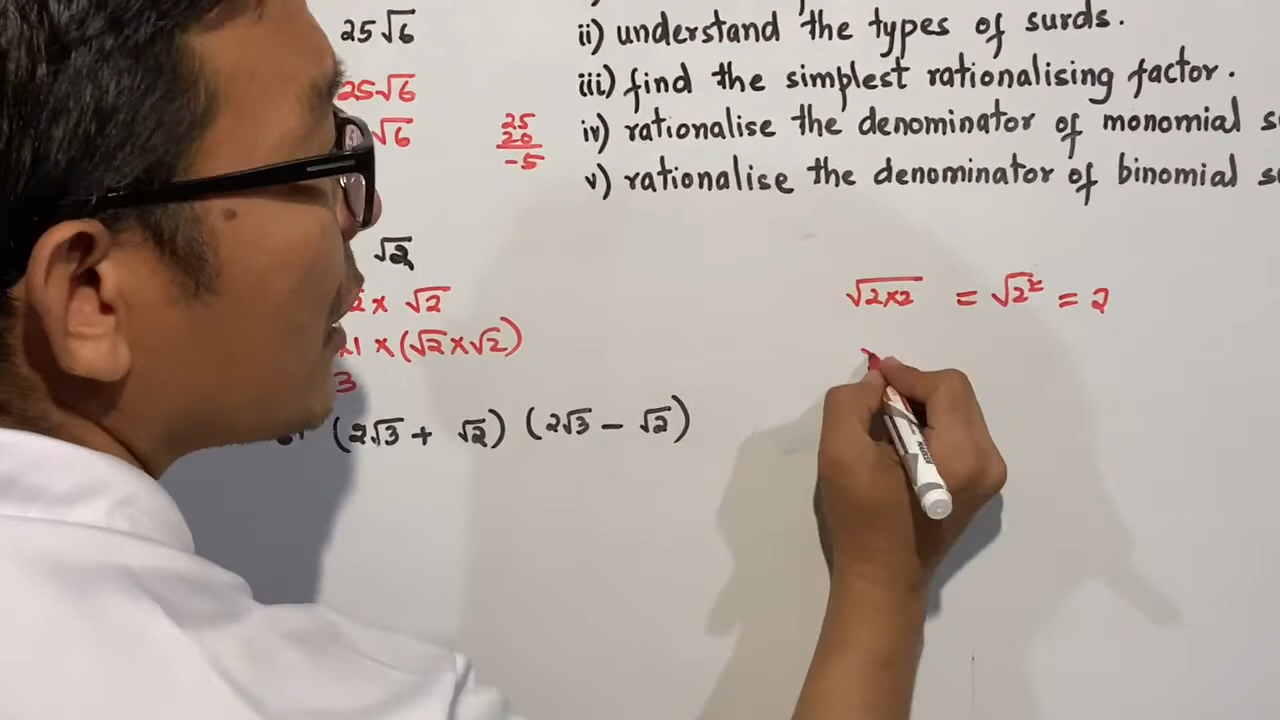 25√6
25√6
√6
25
20
-5
ii) understand the types of surds.
iii) find the simplest rationalising factor.
iv) rationalise the denominator of monomial s
v) rationalise the denominator of binomial s
√2
2 × √2
×1 × (√2×√2)
3
(2√3 + √2) (2√3 − √2)
√2×2 = √2² = 2